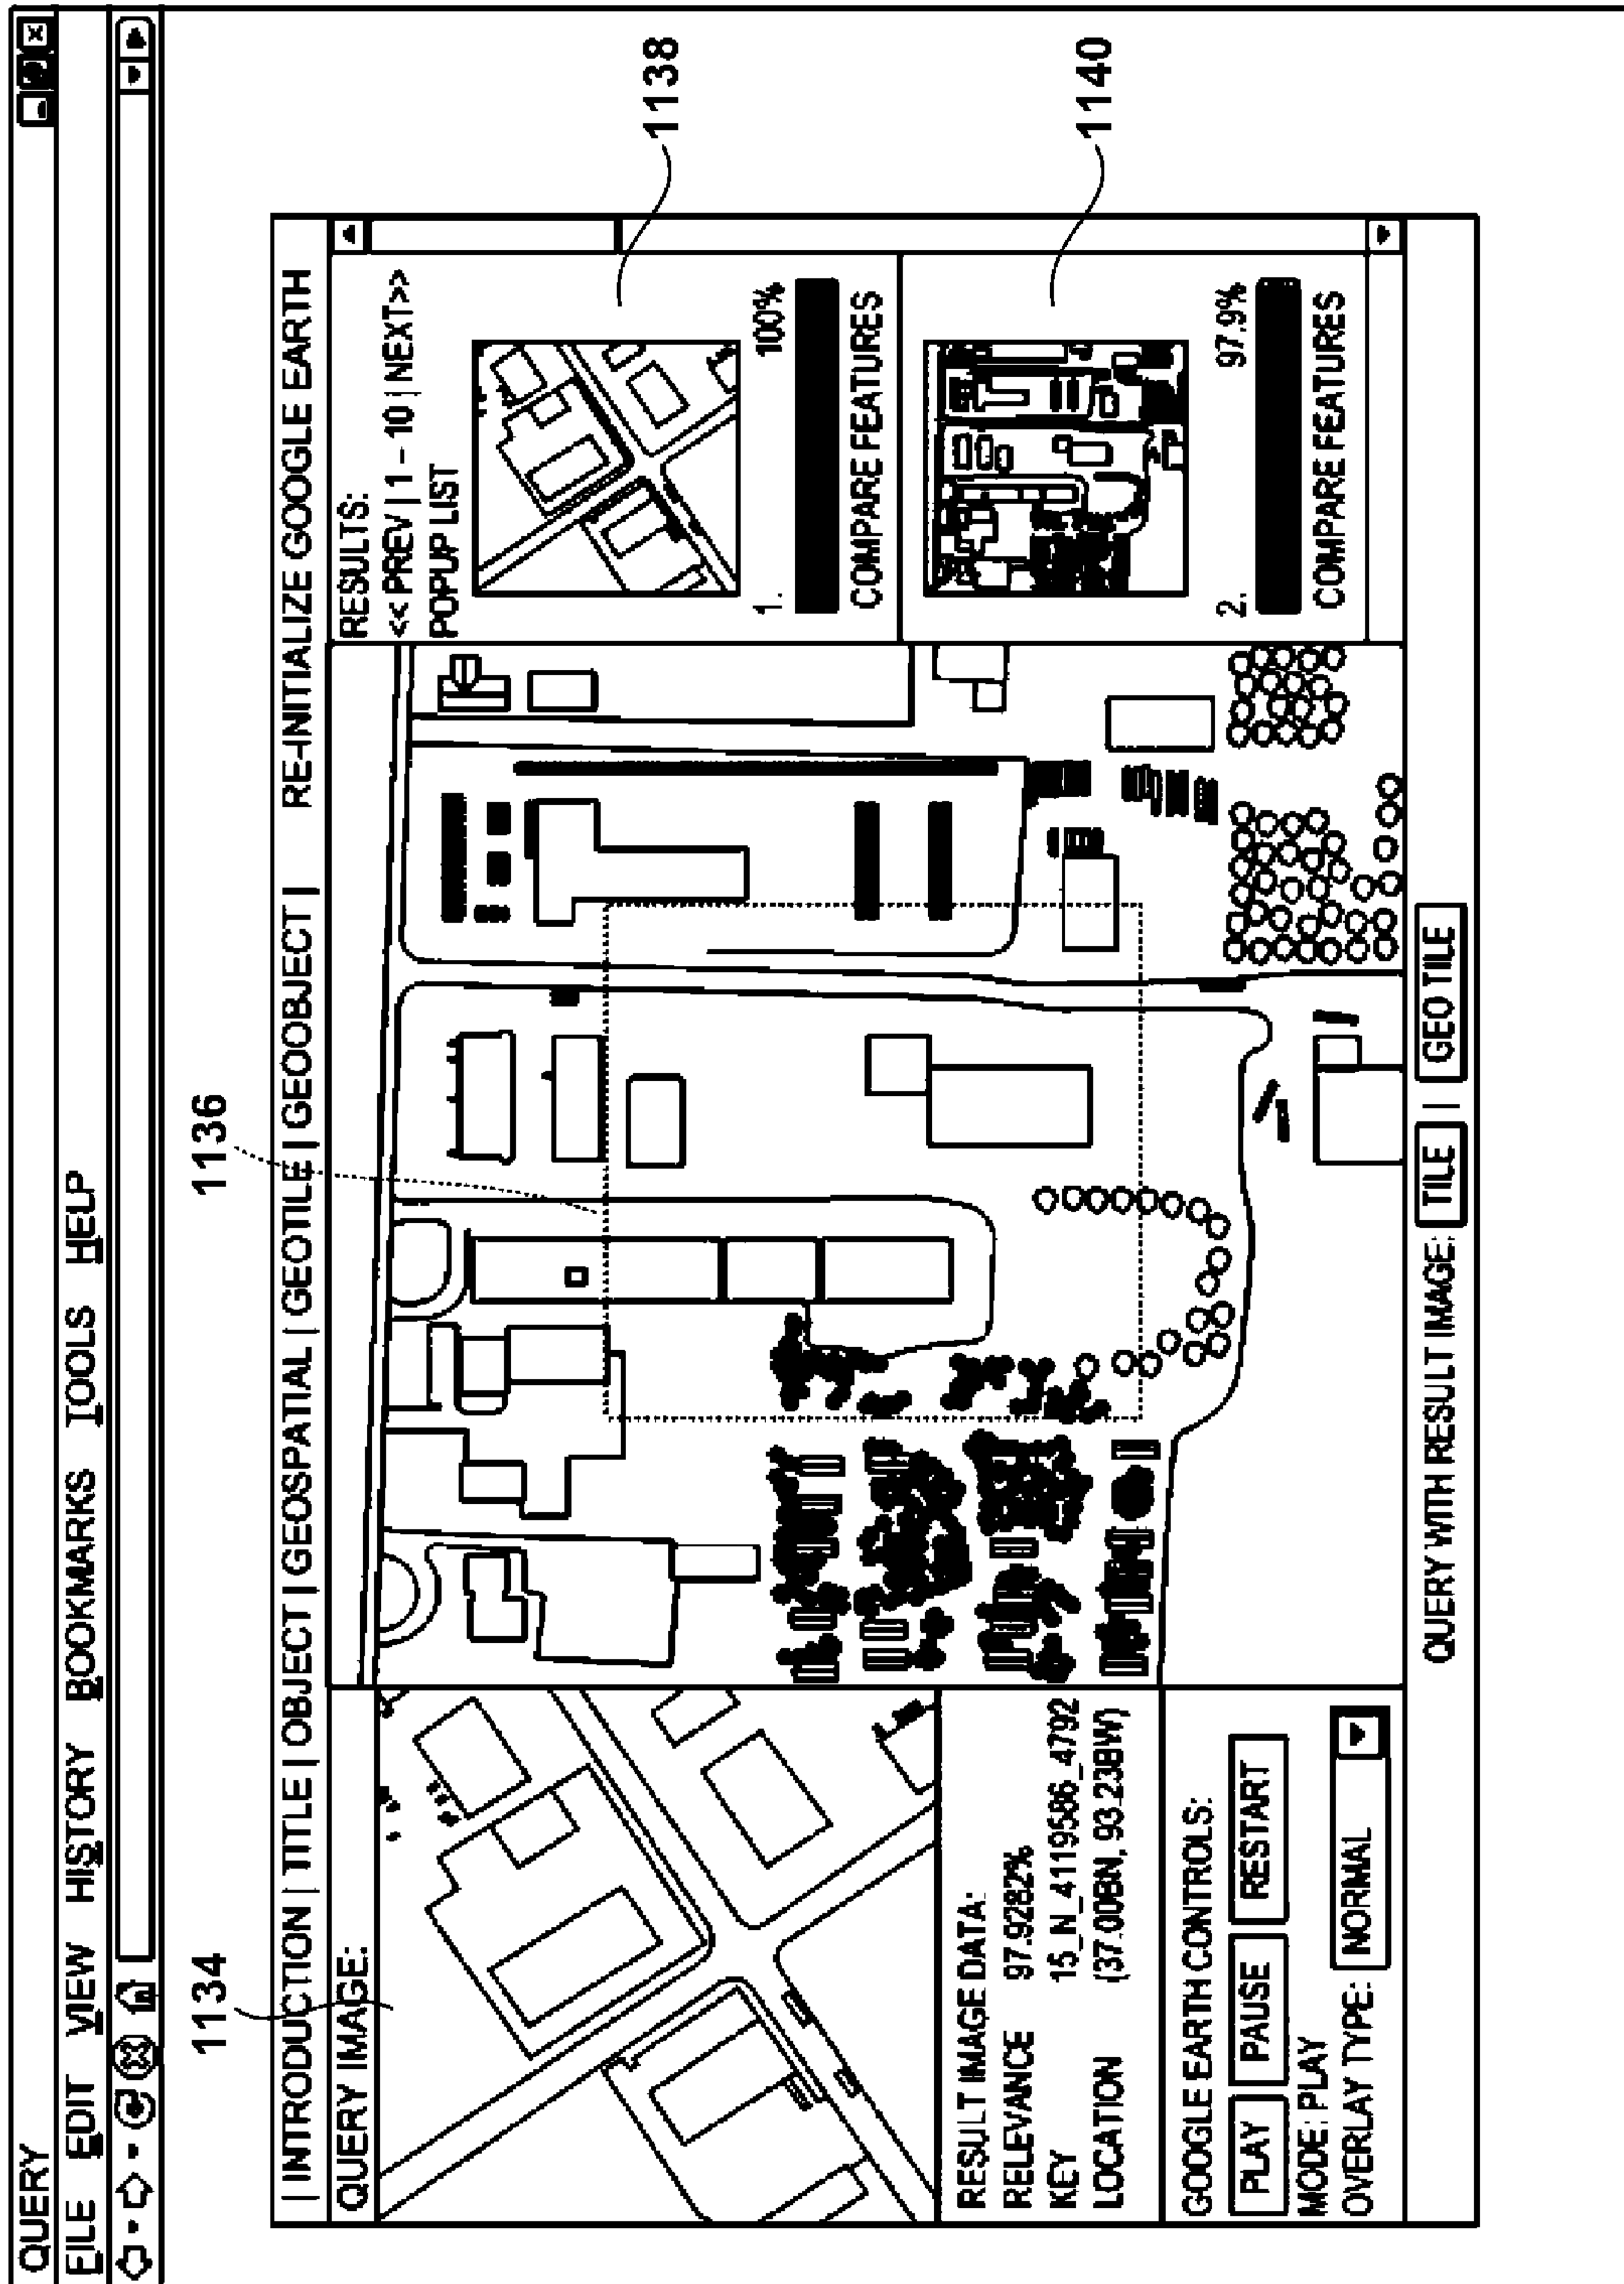 QUERY
FILE EDIT VIEW HISTORY BOOKMARKS TOOLS HELP
1134
1136
| INTRODUCTION | TITLE | OBJECT | GEOSPATIAL | GEOTILE | GEOOBJECT | RE-INITIALIZE GOOGLE EARTH
QUERY IMAGE:
RESULT IMAGE DATA:
RELEVANCE 97.9282%
KEY 15_N_4119586_4792
LOCATION (37.00BN, 93.23BW)
GOOGLE EARTH CONTROLS:
PLAY PAUSE RESTART
MODE: PLAY
OVERLAY TYPE: NORMAL
RESULTS:
<< PREV | 1 - 10 | NEXT>>
POPUP LIST
1. 100%
COMPARE FEATURES
1138
2. 97.9%
COMPARE FEATURES
1140
QUERY WITH RESULT IMAGE: TILE | | GEO TILE